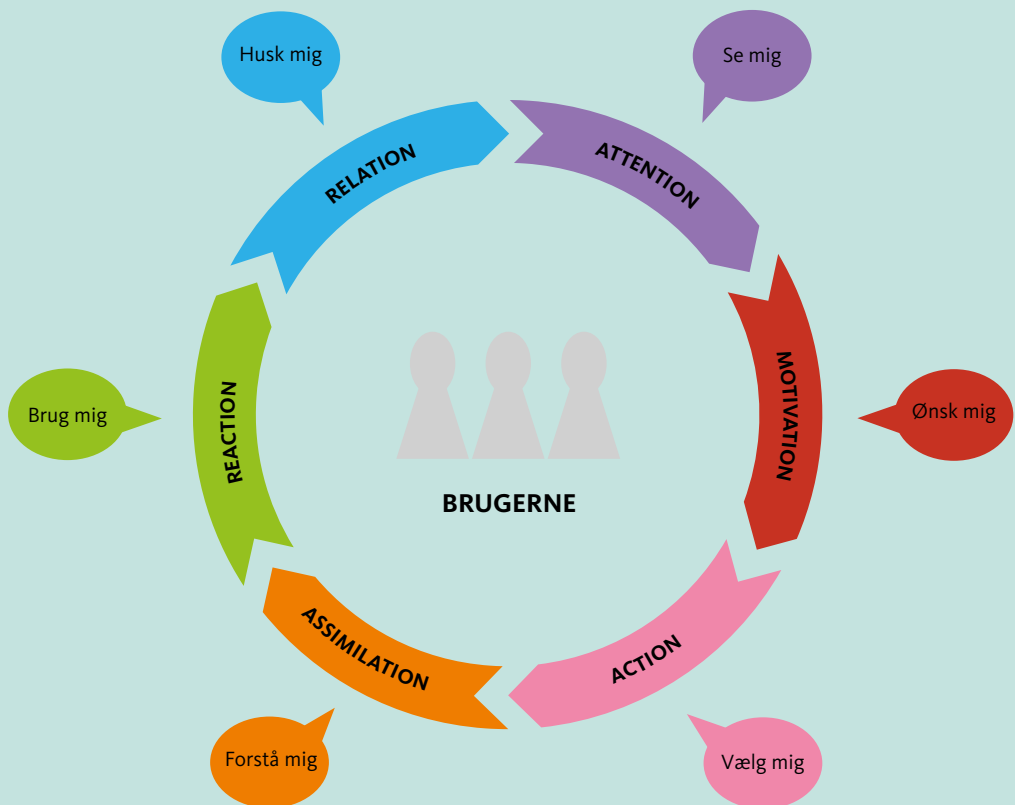 Husk mig
Se mig
RELATION
ATTENTION
Brug mig
REACTION
MOTIVATION
Ønsk mig
BRUGERNE
ASSIMILATION
ACTION
Forstå mig
Vælg mig